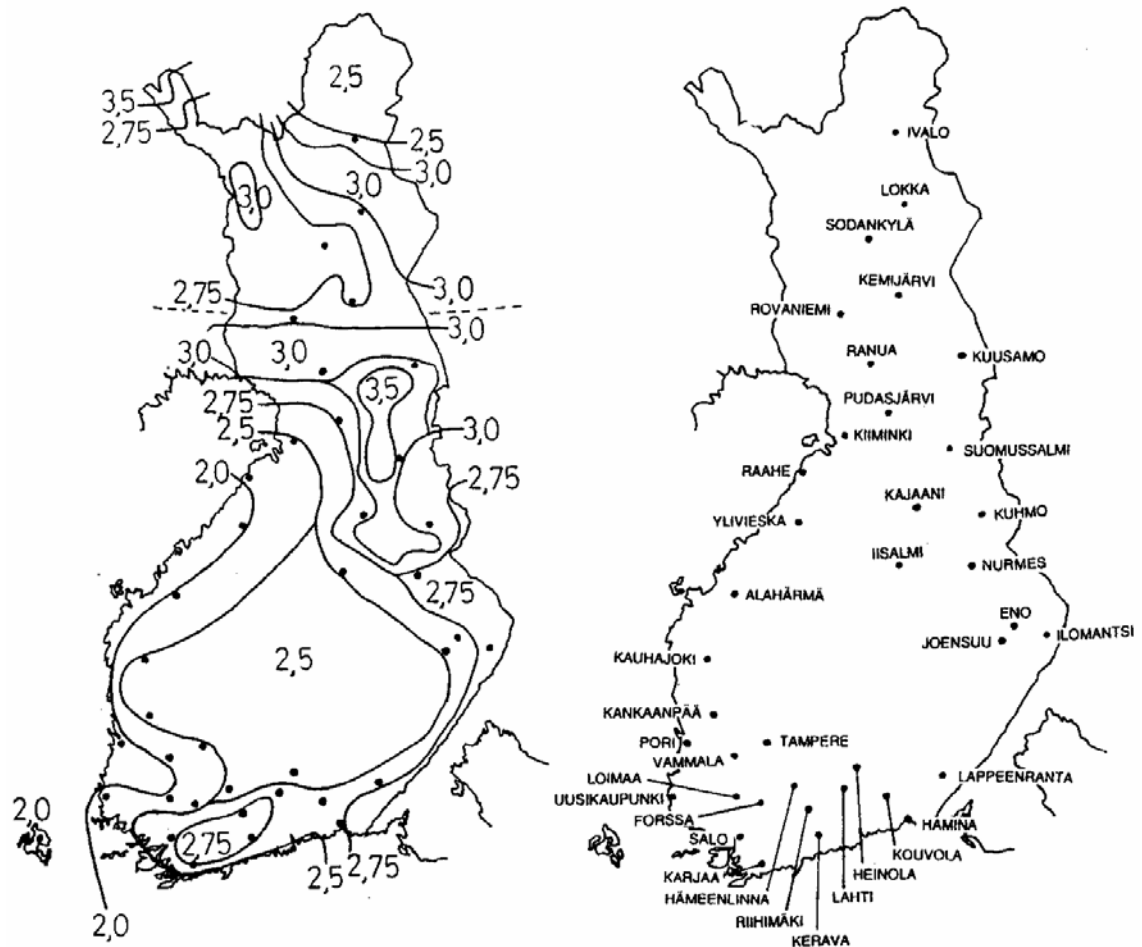 2,5
3,5
2,75
2,5
3,0
3,0
3,0
2,75
3,0
3,0
3,0
3,0
3,5
2,75
2,5
3,0
2,0
2,75
2,75
2,5
2,0
2,75
2,5
2,75
2,0
IVALO
LOKKA
SODANKYLÄ
KEMIJÄRVI
ROVANIEMI
RANUA
KUUSAMO
PUDASJÄRVI
KIIMINKI
SUOMUSSALMI
RAAHE
KAJAANI
YLIVIESKA
KUHMO
IISALMI
NURMES
ALAHÄRMÄ
ENO
ILOMANTSI
JOENSUU
KAUHAJOKI
KANKAANPÄÄ
PORI
TAMPERE
VAMMALA
LOIMAA
LAPPEENRANTA
UUSIKAUPUNKI
FORSSA
HAMINA
SALO
KOUVOLA
KARJAA
HEINOLA
HÄMEENLINNA
LAHTI
RIIHIMÄKI
KERAVA